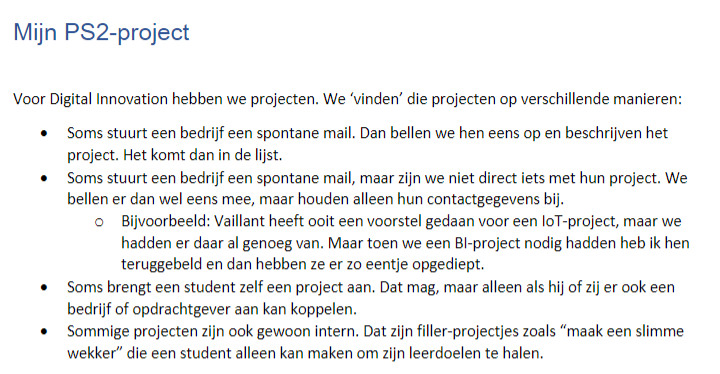 Mijn PS2-project
Voor Digital Innovation hebben we projecten. We ‘vinden’ die projecten op verschillende manieren:
• Soms stuurt een bedrijf een spontane mail. Dan bellen we hen eens op en beschrijven het
project. Het komt dan in de lijst.
• Soms stuurt een bedrijf een spontane mail, maar zijn we niet direct iets met hun project. We
bellen er dan wel eens mee, maar houden alleen hun contactgegevens bij.
o Bijvoorbeeld: Vaillant heeft ooit een voorstel gedaan voor een IoT-project, maar we
hadden er daar al genoeg van. Maar toen we een BI-project nodig hadden heb ik hen
teruggebeld en dan hebben ze er zo eentje opgediept.
• Soms brengt een student zelf een project aan. Dat mag, maar alleen als hij of zij er ook een
bedrijf of opdrachtgever aan kan koppelen.
• Sommige projecten zijn ook gewoon intern. Dat zijn filler-projectjes zoals “maak een slimme
wekker” die een student alleen kan maken om zijn leerdoelen te halen.